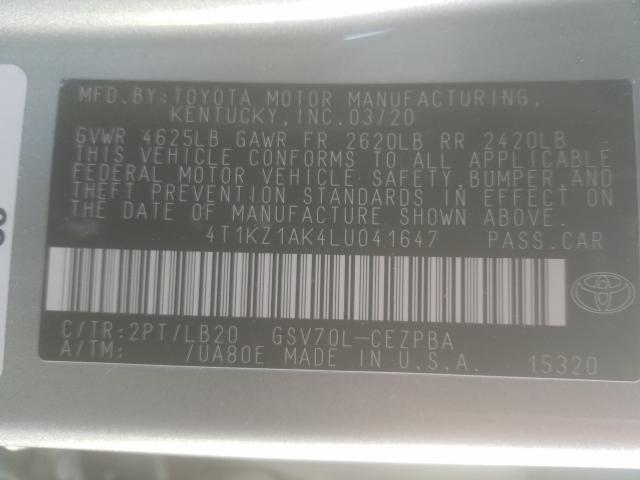 MFD.BY:TOYOTA MOTOR MANUFACTURING,
KENTUCKY,INC.03/20
GVWR 4625LB GAWR FR 2620LB RR 2420LB
THIS VEHICLE CONFORMS TO ALL APPLICABLE
FEDERAL MOTOR VEHICLE SAFETY,BUMPER,AND
THEFT PREVENTION STANDARDS IN EFFECT ON
THE DATE OF MANUFACTURE SHOWN ABOVE.
4T1KZ1AK4LU041647 PASS.CAR
C/TR:2PT/LB20 GSV70L-CEZPBA
A/TM: /UA80E MADE IN U.S.A. 15320